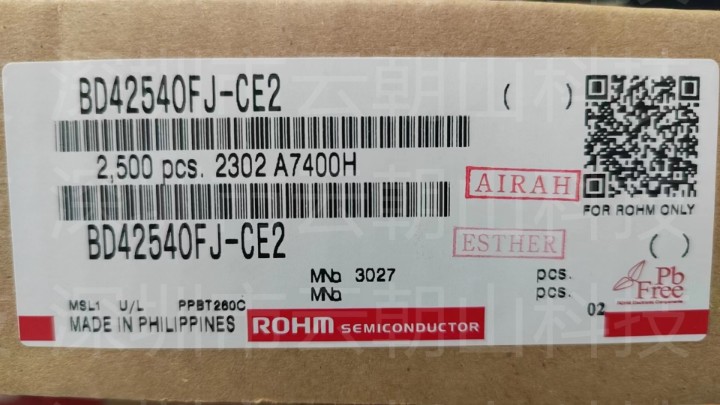 BD42540FJ-CE2 ( )
2,500 pcs. 2302 A7400H
AIRAH
FOR ROHM ONLY
BD42540FJ-CE2
ESTHER
( )
MNo 3027 pcs.
MNo pcs.
Pb
Free
MSL1 U/L PPBT260C
02
MADE IN PHILIPPINES
ROHM SEMICONDUCTOR
深圳市云朝山科技
深圳市云朝山科技